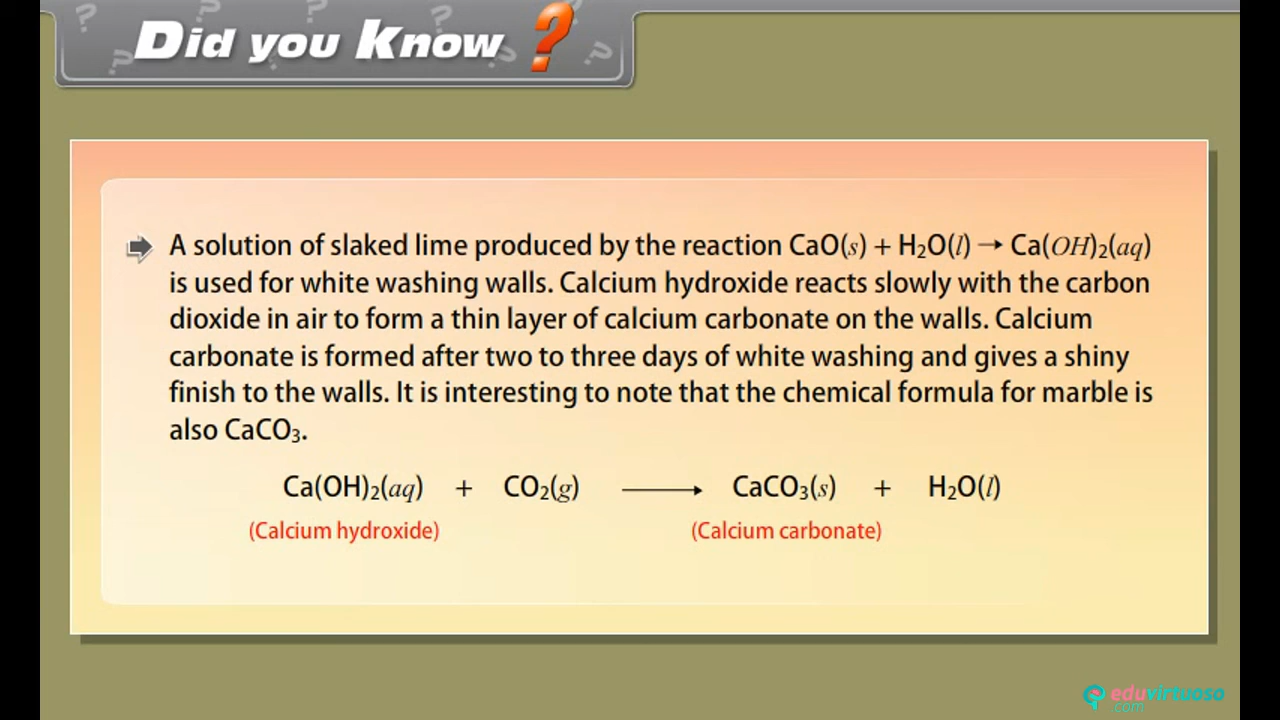 Did you Know ?
A solution of slaked lime produced by the reaction CaO(s) + H₂O(l) → Ca(OH)₂(aq)
is used for white washing walls. Calcium hydroxide reacts slowly with the carbon
dioxide in air to form a thin layer of calcium carbonate on the walls. Calcium
carbonate is formed after two to three days of white washing and gives a shiny
finish to the walls. It is interesting to note that the chemical formula for marble is
also CaCO₃.
Ca(OH)₂(aq) + CO₂(g) ⟶ CaCO₃(s) + H₂O(l)
(Calcium hydroxide) (Calcium carbonate)
eduvirtuoso
.com